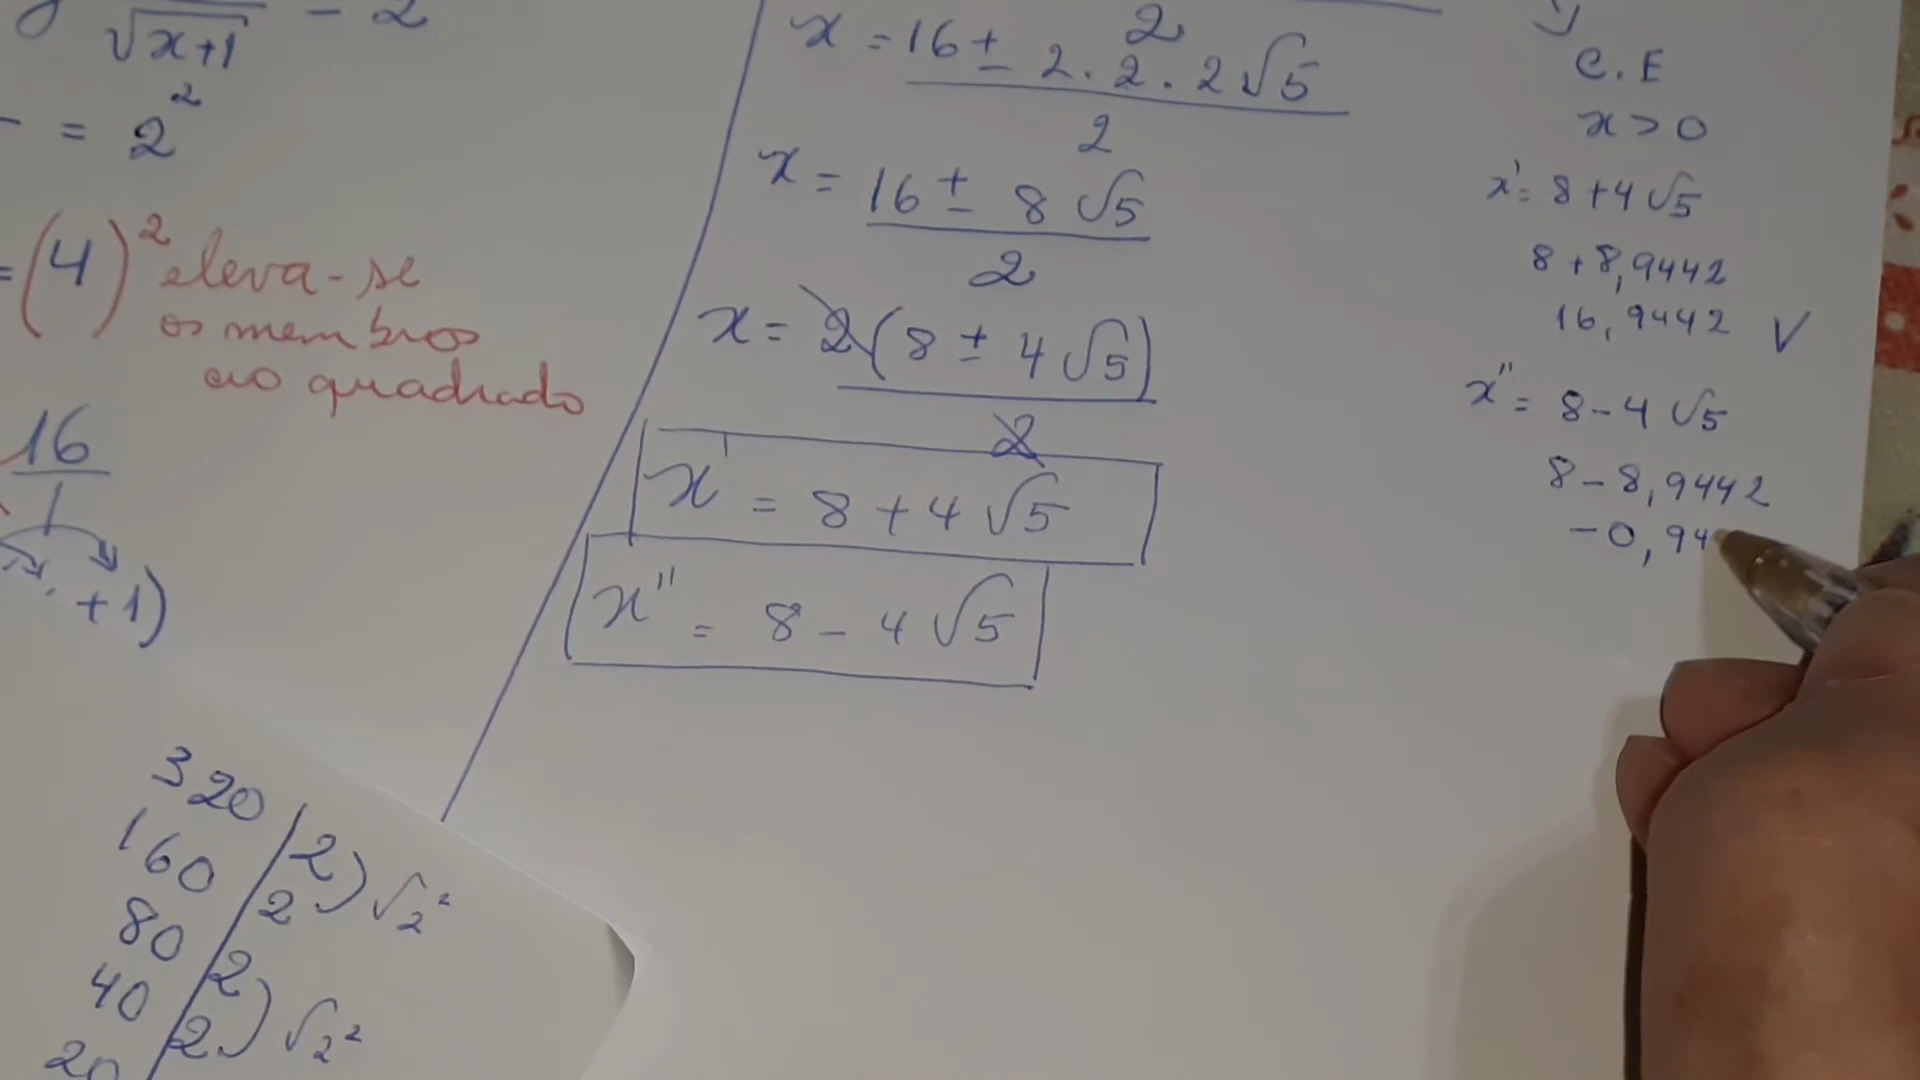 √x+1 = 2
= 2²
= (4)² eleva-se
os membros
ao quadrado
16
+1)
320 | 2
160 | 2 ) √2²
80 | 2
40 | 2 ) √2²
20
x = 16 ± 2 . 2 . 2 √5
2
x = 16 ± 8 √5
2
x = 2 (8 ± 4 √5)
2
x' = 8 + 4 √5
x'' = 8 - 4 √5
C.E
x > 0
x' = 8 + 4 √5
8 + 8,9442
16,9442 V
x'' = 8 - 4 √5
8 - 8,9442
-0,94